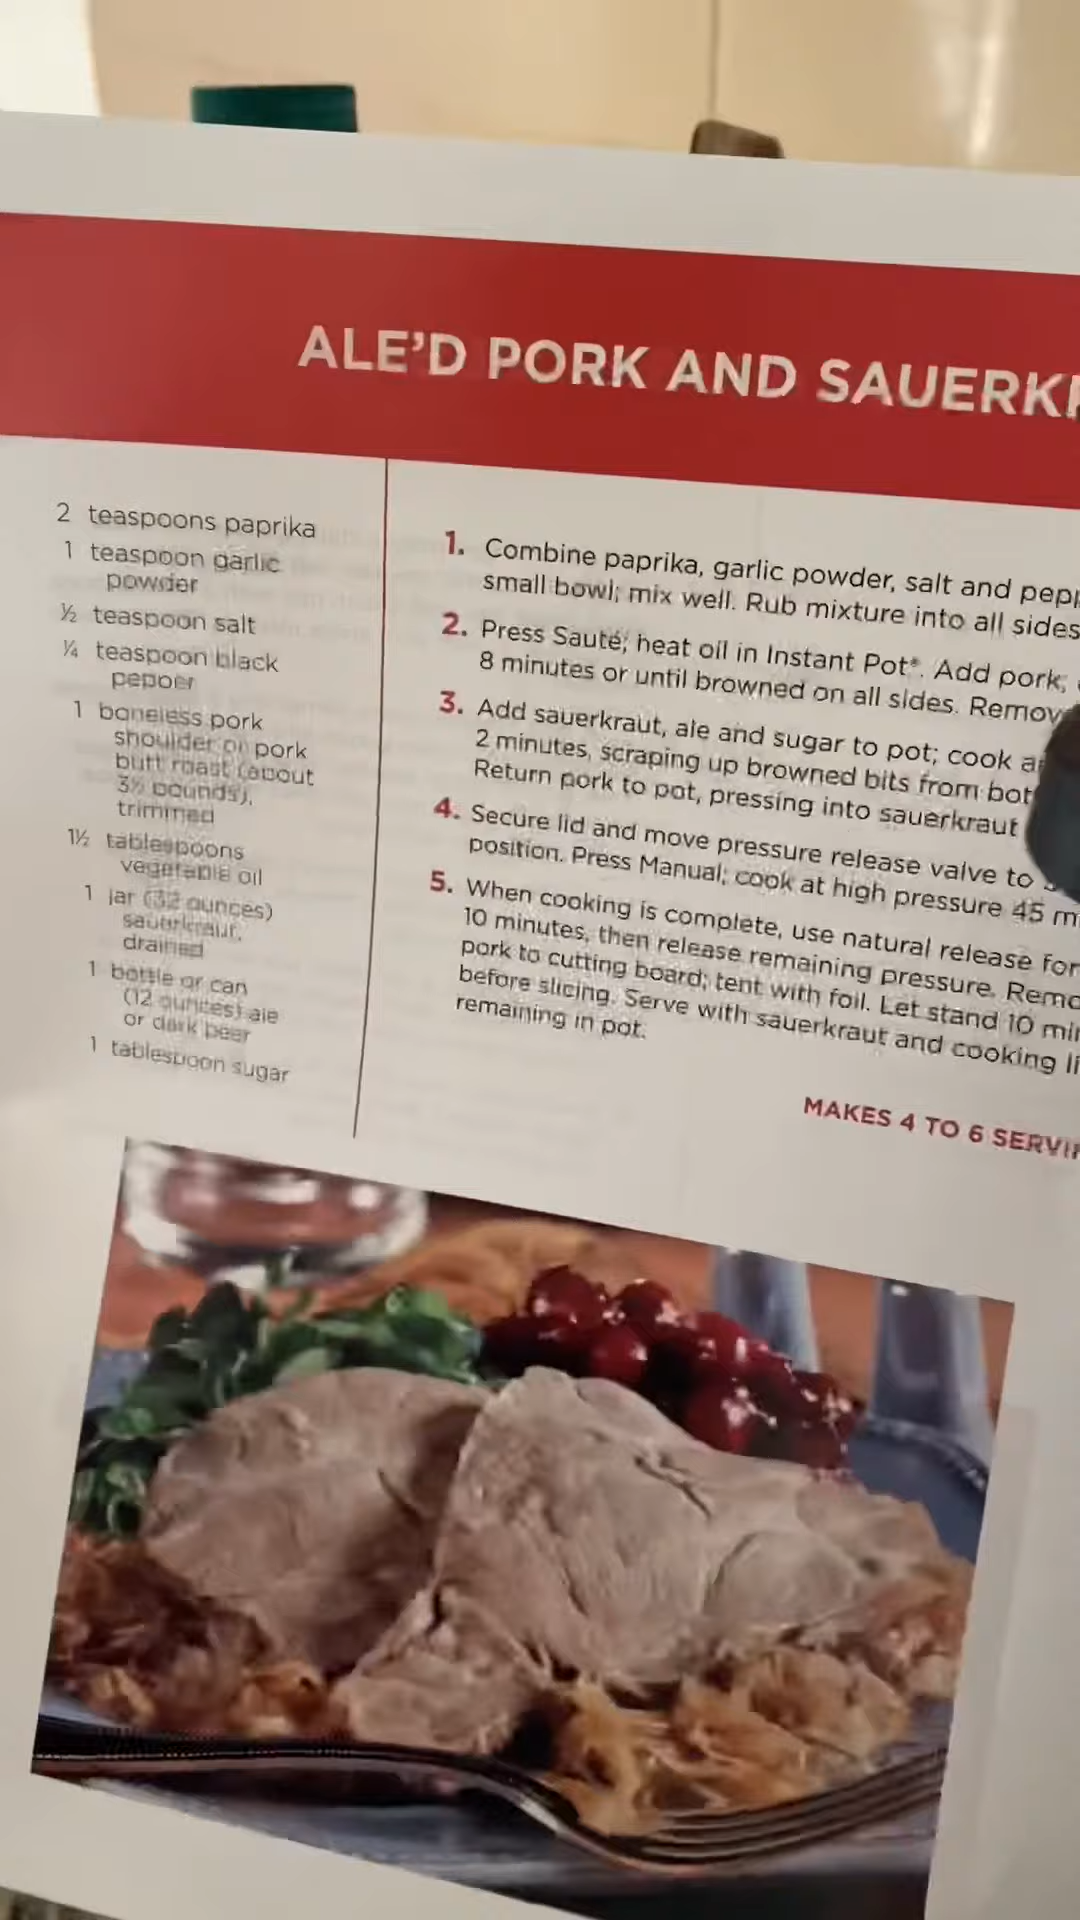 ALE'D PORK AND SAUERK
2 teaspoons paprika
1 teaspoon garlic
powder
½ teaspoon salt
¼ teaspoon black
pepper
1 boneless pork
shoulder or pork
butt roast (about
3½ pounds),
trimmed
1½ tablespoons
vegetable oil
1 jar (32 ounces)
sauerkraut,
drained
1 bottle or can
(12 ounces) ale
or dark beer
1 tablespoon sugar
1. Combine paprika, garlic powder, salt and pep
small bowl; mix well. Rub mixture into all sides
2. Press Sauté; heat oil in Instant Pot®. Add pork;
8 minutes or until browned on all sides. Remov
3. Add sauerkraut, ale and sugar to pot; cook a
2 minutes, scraping up browned bits from bot
Return pork to pot, pressing into sauerkraut
4. Secure lid and move pressure release valve to
position. Press Manual; cook at high pressure 45 m
5. When cooking is complete, use natural release for
10 minutes, then release remaining pressure. Remo
pork to cutting board; tent with foil. Let stand 10 min
before slicing. Serve with sauerkraut and cooking li
remaining in pot.
MAKES 4 TO 6 SERVI